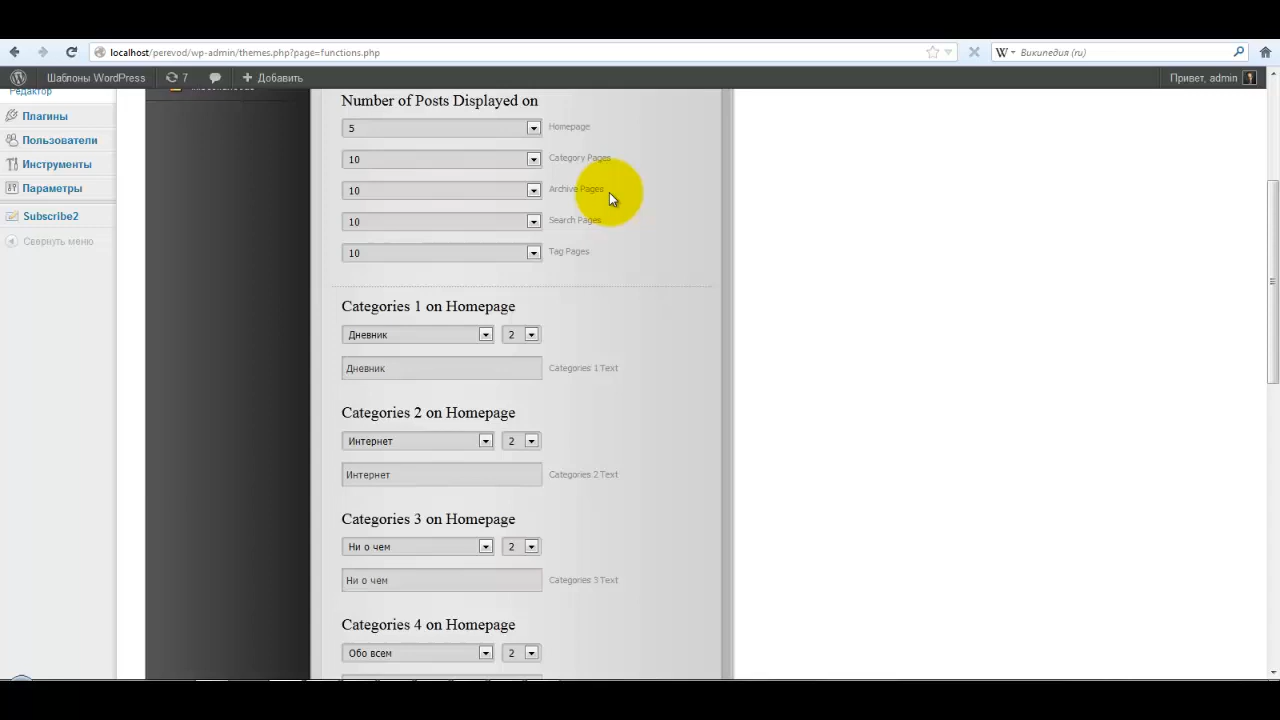 localhost/perevod/wp-admin/themes.php?page=functions.php
Википедия (ru)
Шаблоны WordPress
7
Добавить
Привет, admin
Редактор
Плагины
Пользователи
Инструменты
Параметры
Subscribe2
Свернуть меню
Number of Posts Displayed on
5 Homepage
10 Category Pages
10 Archive Pages
10 Search Pages
10 Tag Pages
Categories 1 on Homepage
Дневник 2
Дневник Categories 1 Text
Categories 2 on Homepage
Интернет 2
Интернет Categories 2 Text
Categories 3 on Homepage
Ни о чем 2
Ни о чем Categories 3 Text
Categories 4 on Homepage
Обо всем 2